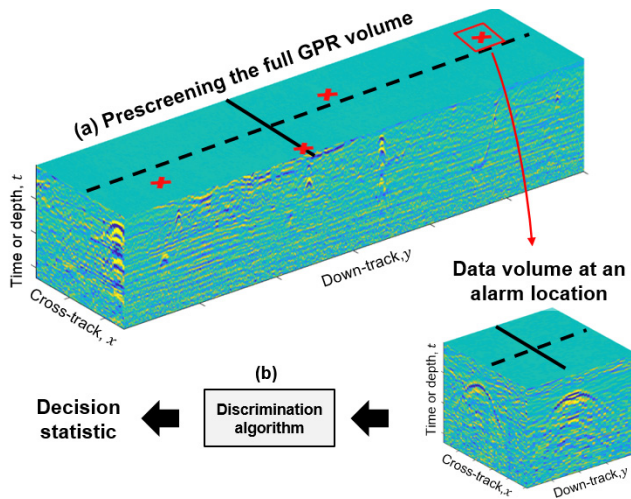 (a) Prescreening the full GPR volume
Time or depth, t
Cross-track, x
Down-track,y
Data volume at an
alarm location
(b)
Decision
statistic
Discrimination
algorithm
Time or depth, t
Cross-track,x
Down-track,y